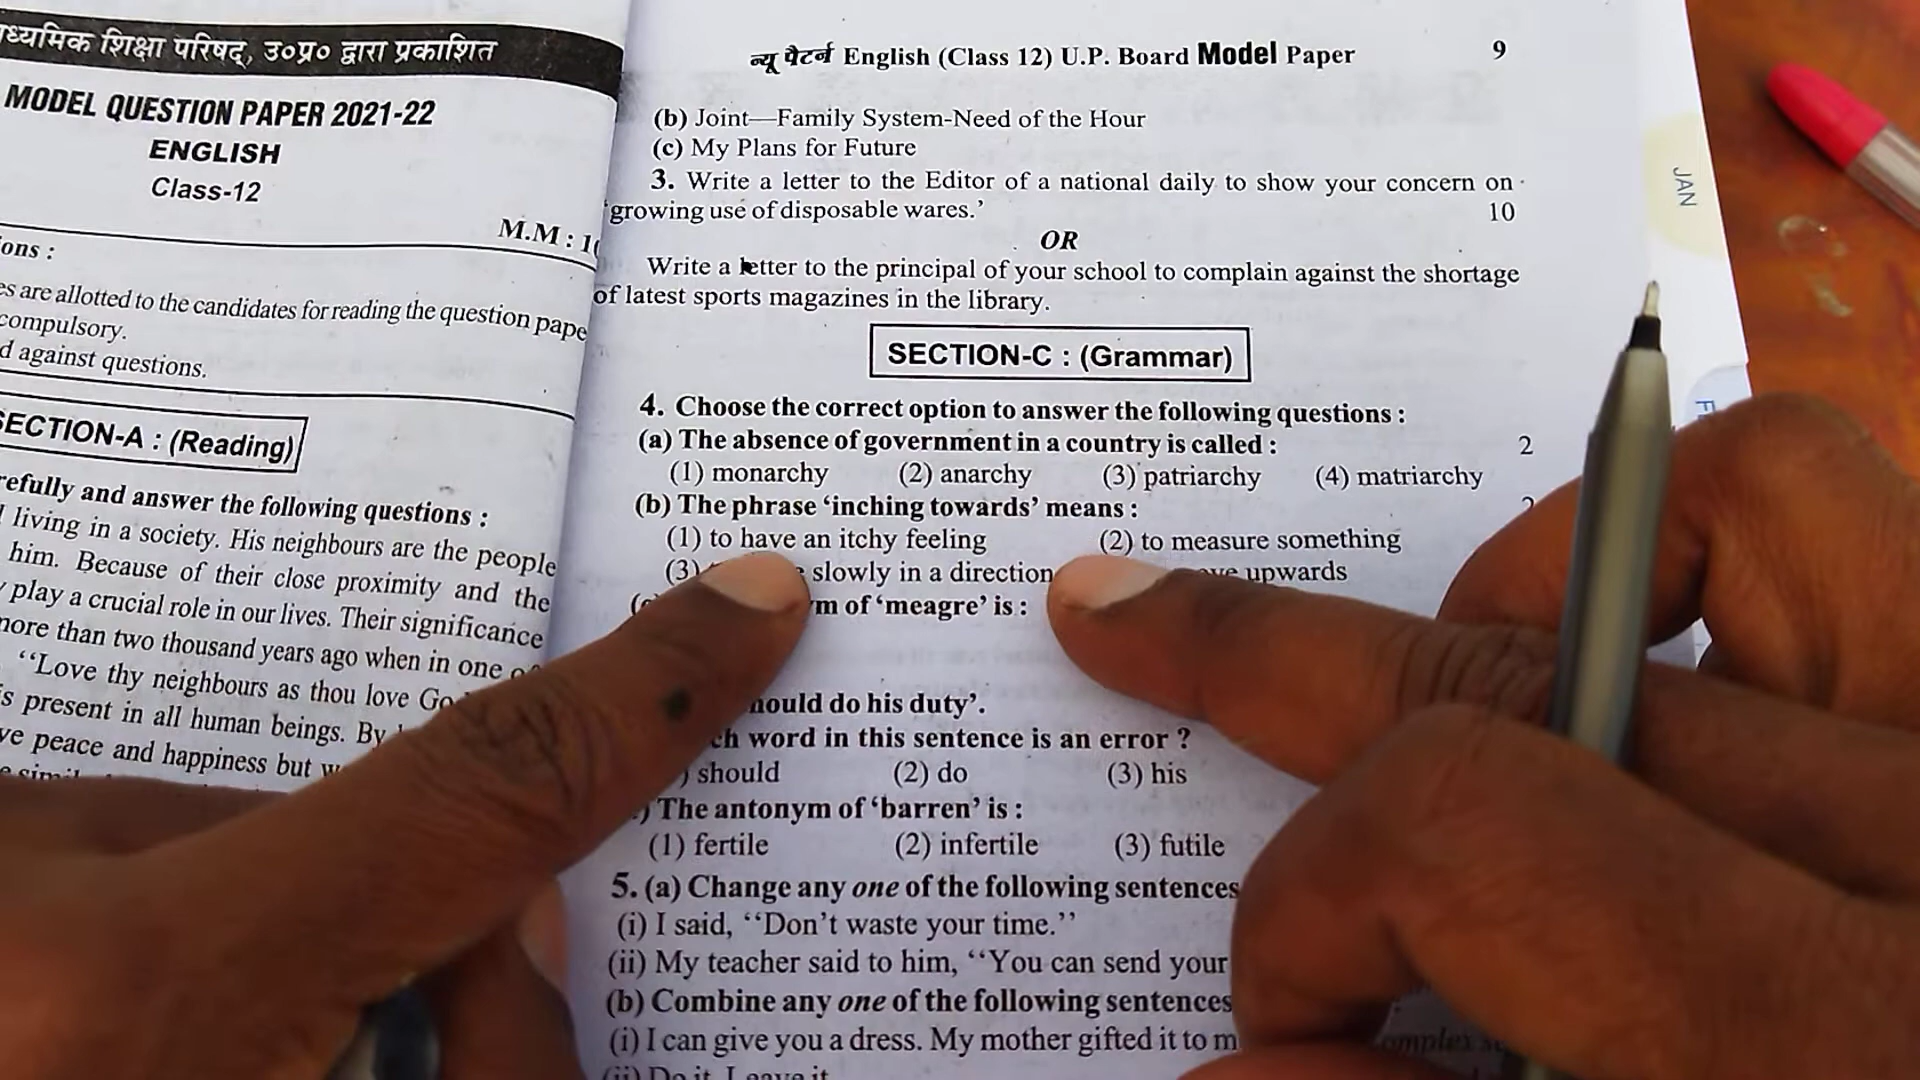 माध्यमिक शिक्षा परिषद्, उ०प्र० द्वारा प्रकाशित
MODEL QUESTION PAPER 2021-22
ENGLISH
Class-12
M.M : 1
ons :
are allotted to the candidates for reading the question
compulsory.
d against questions.
SECTION-A : (Reading)
and answer the following questions :
living in a society. His neighbours are the people
him. Because of their close proximity and the
play a crucial role in our lives. Their significance
more than two thousand years ago when in one
‘‘Love thy neighbours as thou love
is present in all human beings. By
peace and happiness but
न्यू पैटर्न English (Class 12) U.P. Board Model Paper 9
(b) Joint—Family System-Need of the Hour
(c) My Plans for Future
3. Write a letter to the Editor of a national daily to show your concern on
‘growing use of disposable wares.’ 10
OR
Write a letter to the principal of your school to complain against the shortage
of latest sports magazines in the library.
SECTION-C : (Grammar)
4. Choose the correct option to answer the following questions :
(a) The absence of government in a country is called : 2
(1) monarchy (2) anarchy (3) patriarchy (4) matriarchy
(b) The phrase ‘inching towards’ means :
(1) to have an itchy feeling (2) to measure something
(3) slowly in a direction upwards
of ‘meagre’ is :
should do his duty’.
word in this sentence is an error ?
should (2) do (3) his
The antonym of ‘barren’ is :
(1) fertile (2) infertile (3) futile
5. (a) Change any one of the following sentences
(i) I said, ‘‘Don’t waste your time.’’
(ii) My teacher said to him, ‘‘You can send your
(b) Combine any one of the following sentences
(i) I can give you a dress. My mother gifted it to
(ii) Do it. Leave it.
JAN